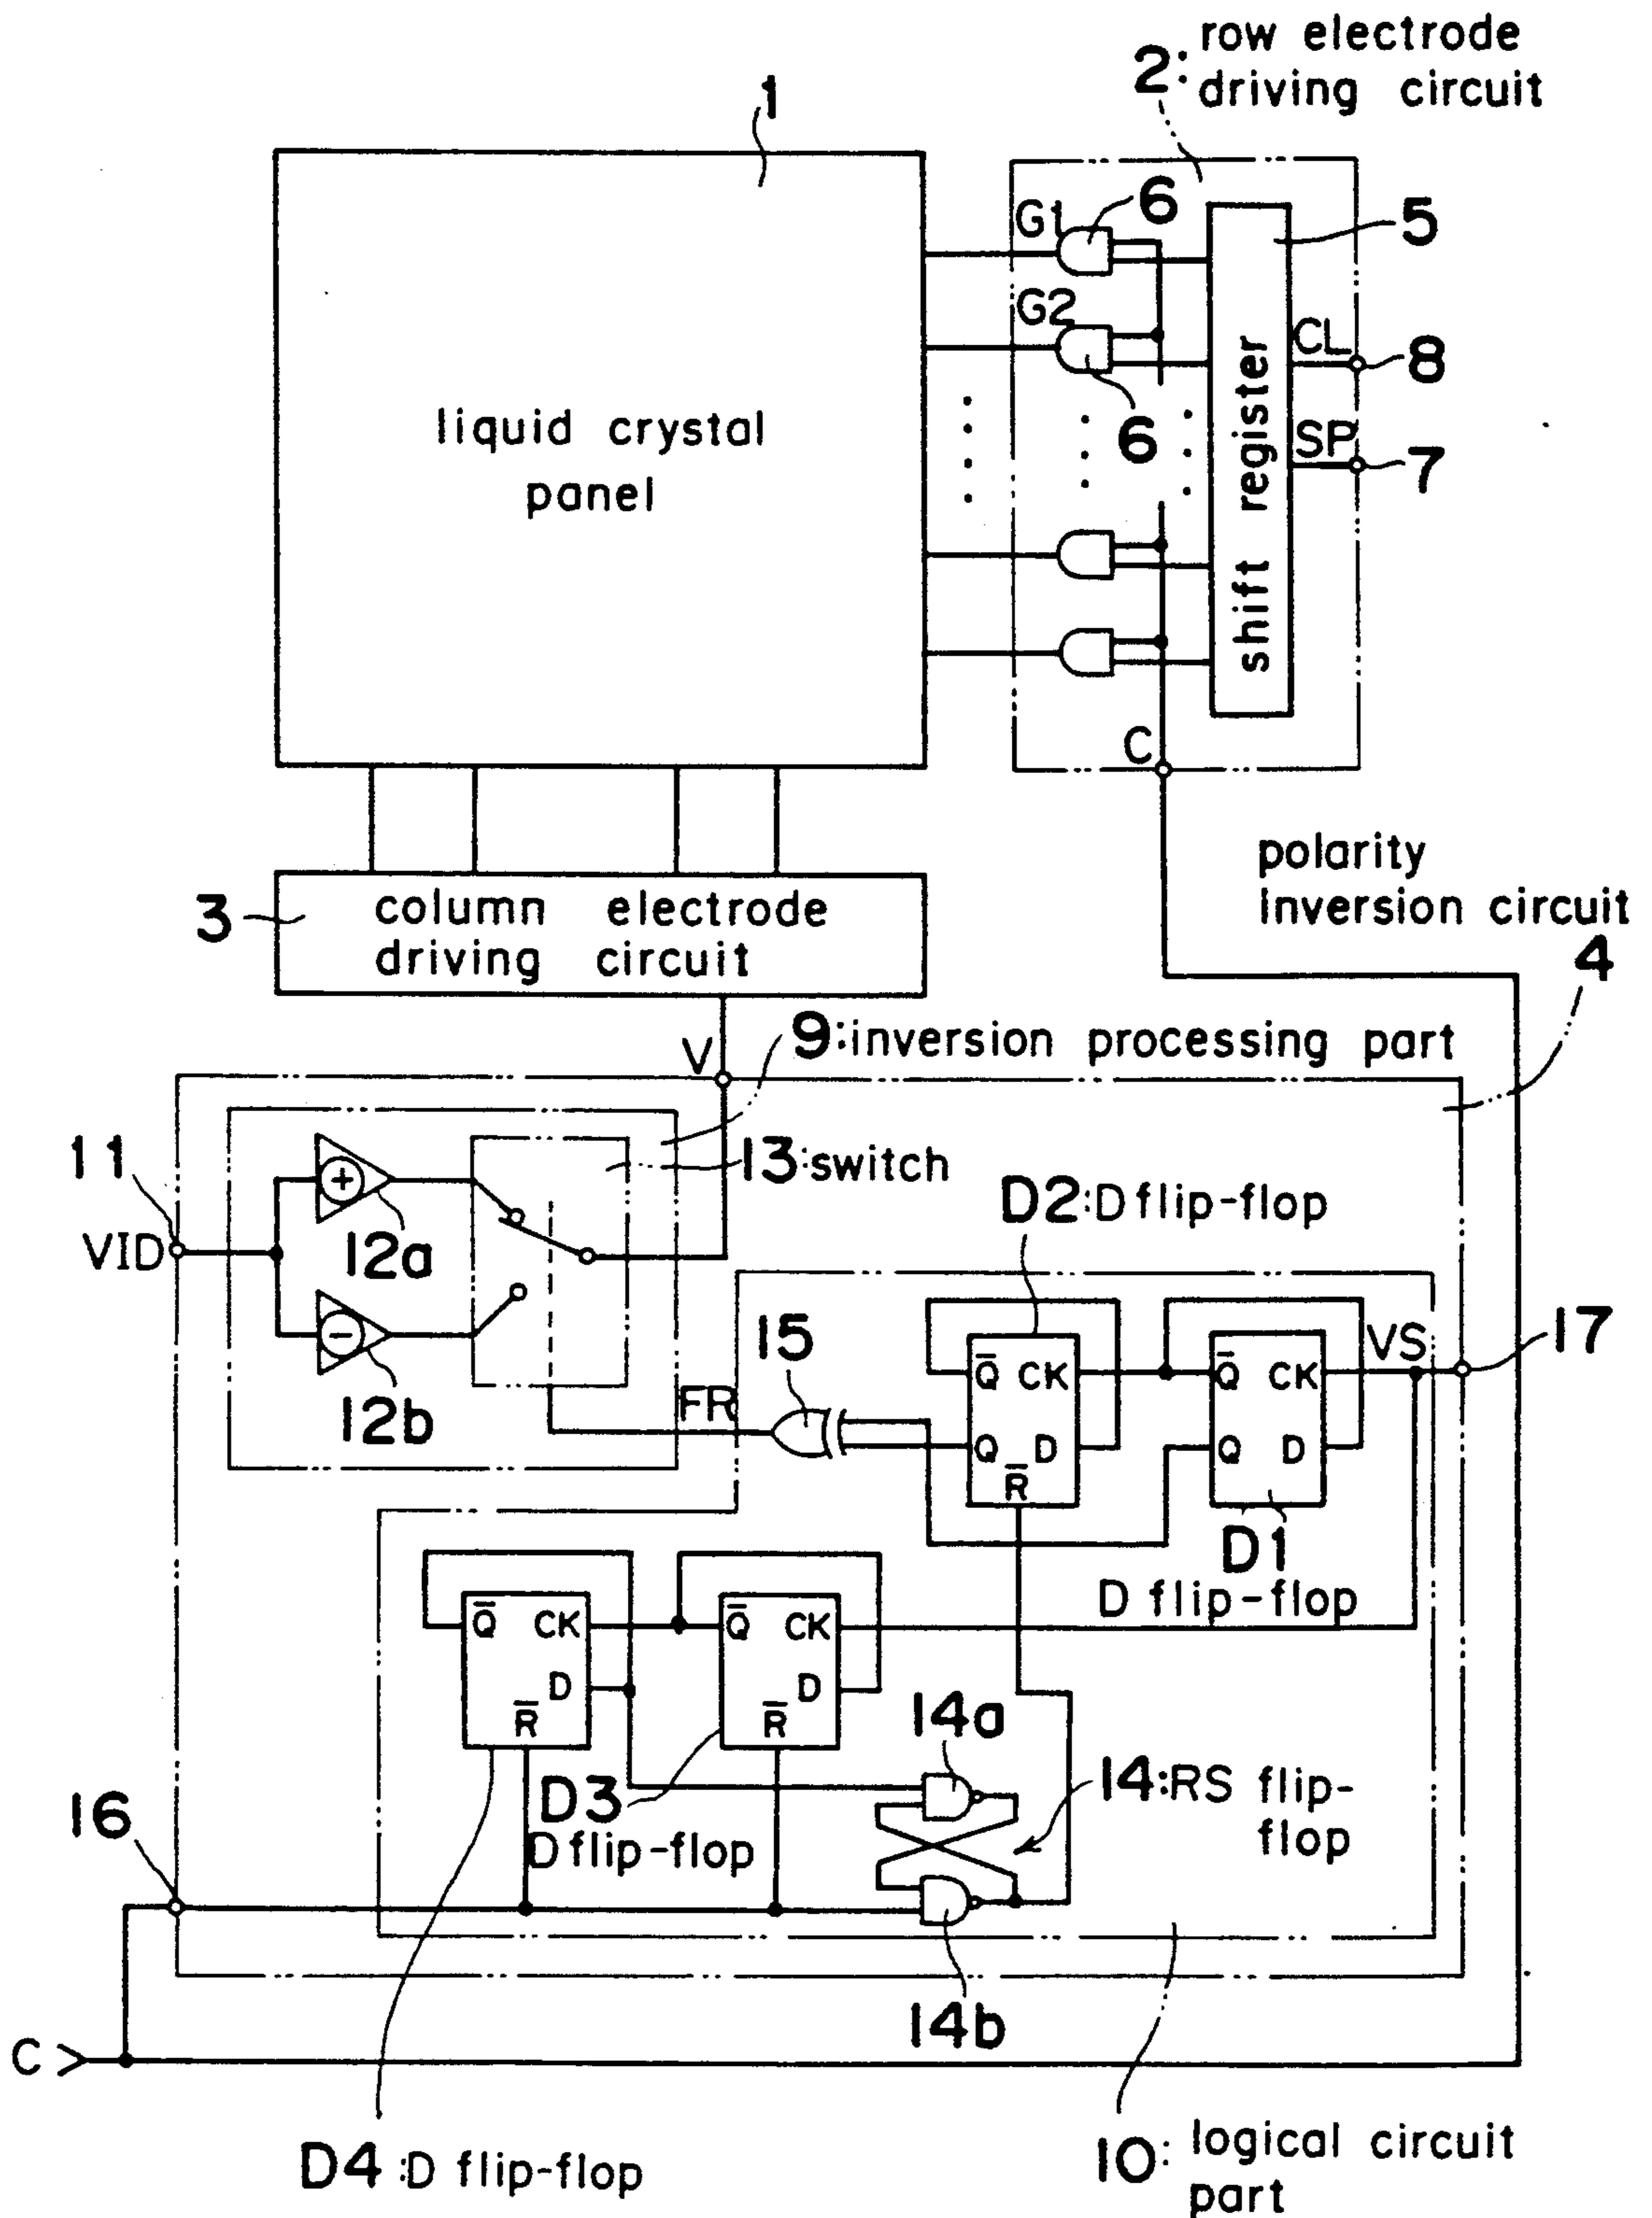 2: row electrode
driving circuit
1
6
5
G1
G2
CL
8
6
SP
7
liquid crystal
panel
shift register
C
polarity
inversion circuit
4
3
column electrode
driving circuit
V
9:inversion processing part
11
13:switch
VID
12a
D2:D flip-flop
12b
15
FR
VS
17
Q̅ CK
Q D
R̅
Q̅ CK
Q D
D1
D flip-flop
Q̅ CK
D
R̅
Q̅ CK
D
R̅
14a
14:RS flip-
flop
D3
D flip-flop
16
14b
C
D4:D flip-flop
10: logical circuit
part